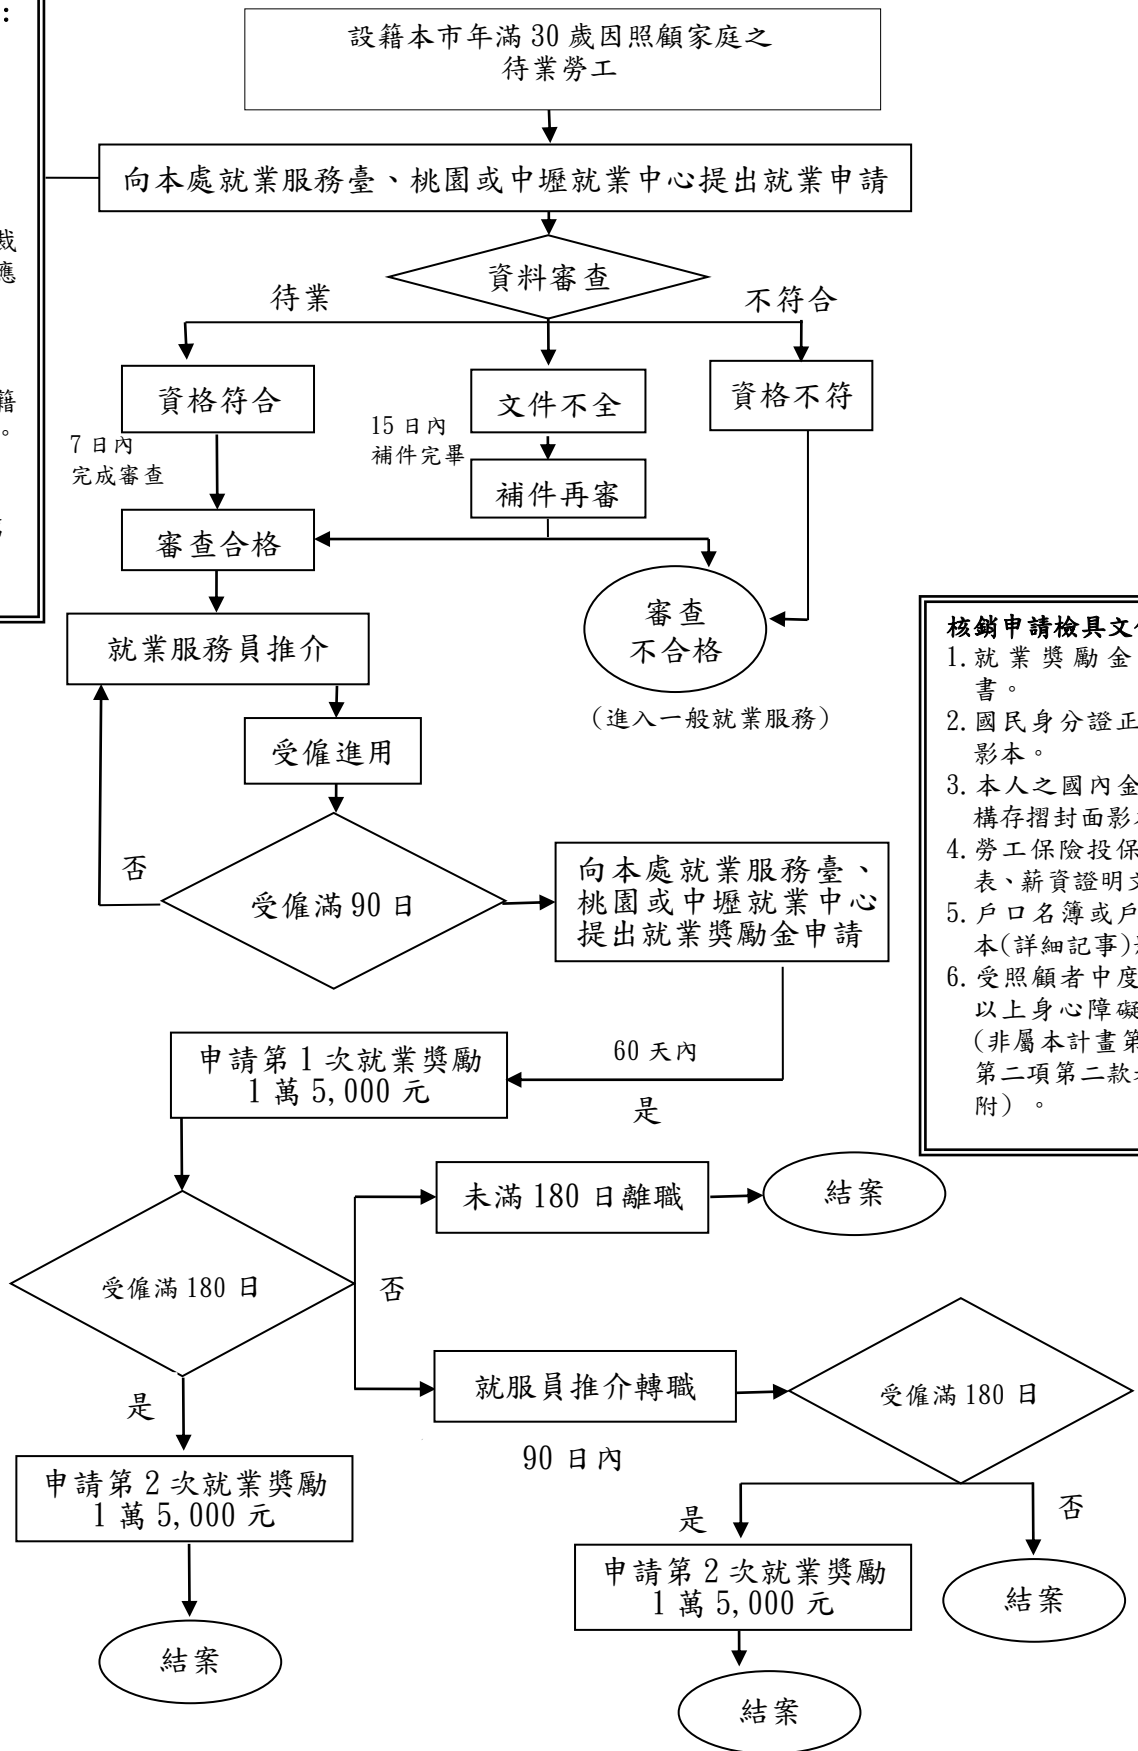 :
設籍本市年滿30歲因照顧家庭之
待業勞工
向本處就業服務臺、桃園或中壢就業中心提出就業申請
裁
應
資料審查
待業
不符合
籍
。
資格符合
文件不全
資格不符
7日內
完成審查
15日內
補件完畢
補件再審
審查合格
審查
不合格
(進入一般就業服務)
就業服務員推介
受僱進用
否
受僱滿90日
向本處就業服務臺、
桃園或中壢就業中心
提出就業獎勵金申請
核銷申請檢具文
1.就業獎勵金
書。
2.國民身分證正
影本。
3.本人之國內金
構存摺封面影
4.勞工保險投保
表、薪資證明文
5.戶口名簿或戶
本(詳細記事)
6.受照顧者中度
以上身心障礙
(非屬本計畫第
第二項第二款
附)。
60天內
是
申請第1次就業獎勵
1萬5,000元
未滿180日離職
結案
受僱滿180日
否
就服員推介轉職
90日內
受僱滿180日
是
申請第2次就業獎勵
1萬5,000元
結案
是
否
申請第2次就業獎勵
1萬5,000元
結案
結案